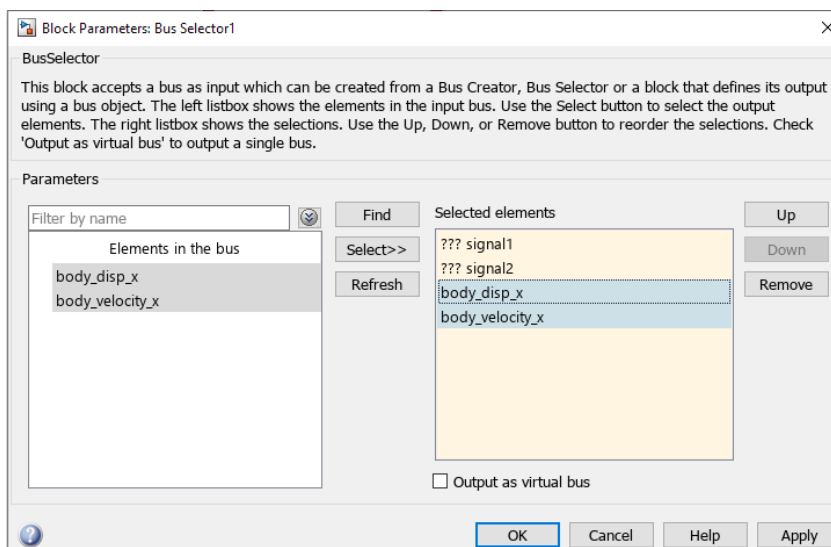 Block Parameters: Bus Selector1
BusSelector
This block accepts a bus as input which can be created from a Bus Creator, Bus Selector or a block that defines its output
using a bus object. The left listbox shows the elements in the input bus. Use the Select button to select the output
elements. The right listbox shows the selections. Use the Up, Down, or Remove button to reorder the selections. Check
'Output as virtual bus' to output a single bus.
Parameters
Filter by name
Find
Selected elements
Up
Elements in the bus
Select>>
??? signal1
Down
??? signal2
body_disp_x
Refresh
body_disp_x
Remove
body_velocity_x
body_velocity_x
Output as virtual bus
OK
Cancel
Help
Apply